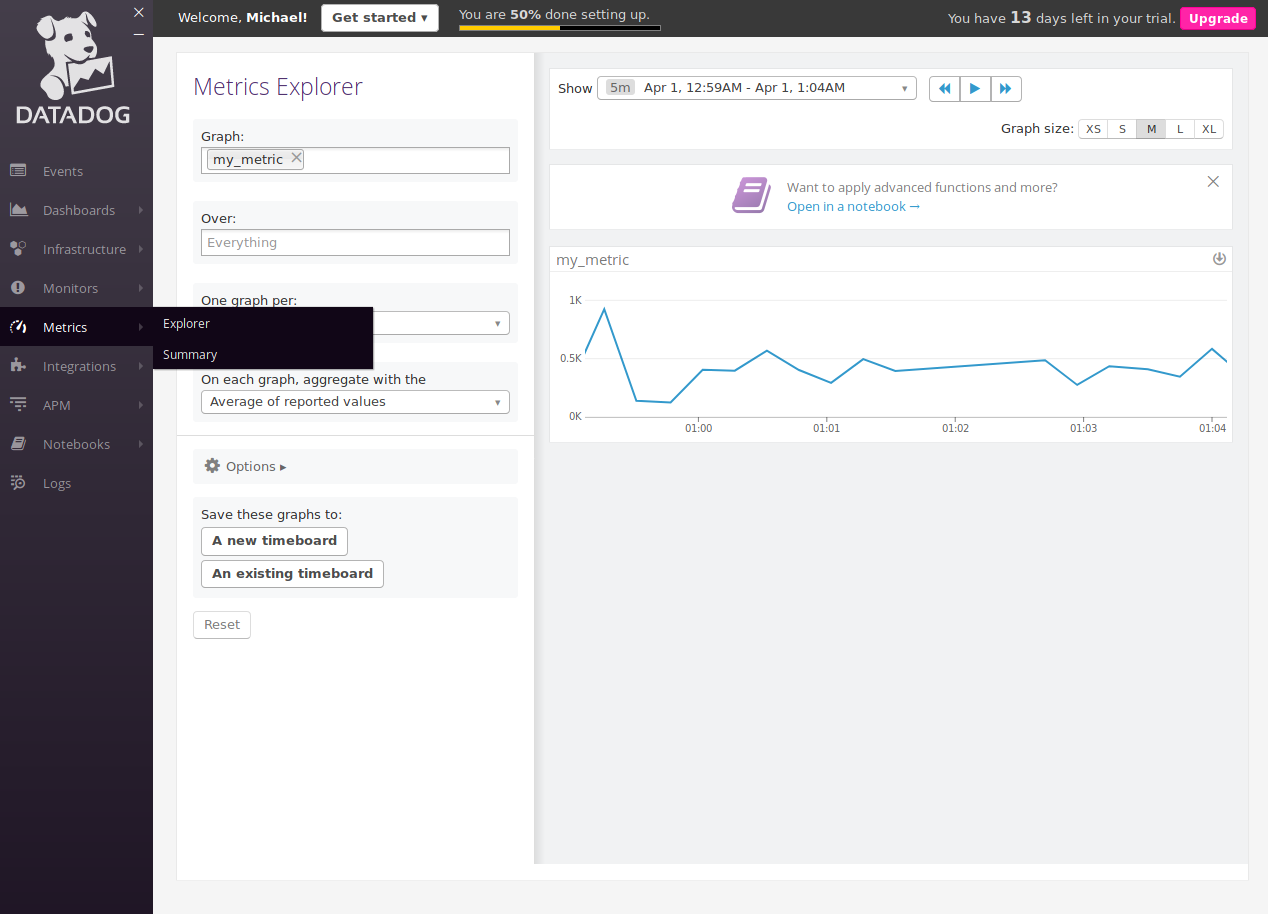 Welcome, Michael!
Get started ▾
You are 50% done setting up.
You have 13 days left in your trial.
Upgrade
DATADOG
Events
Dashboards
Infrastructure
Monitors
Metrics
Explorer
Summary
Integrations
APM
Notebooks
Logs
Metrics Explorer
Graph:
my_metric
Over:
Everything
One graph per:
On each graph, aggregate with the
Average of reported values
Options ▸
Save these graphs to:
A new timeboard
An existing timeboard
Reset
Show 5m Apr 1, 12:59AM - Apr 1, 1:04AM
Graph size: XS S M L XL
Want to apply advanced functions and more?
Open in a notebook →
my_metric
1K
0.5K
0K
01:00 01:01 01:02 01:03 01:04